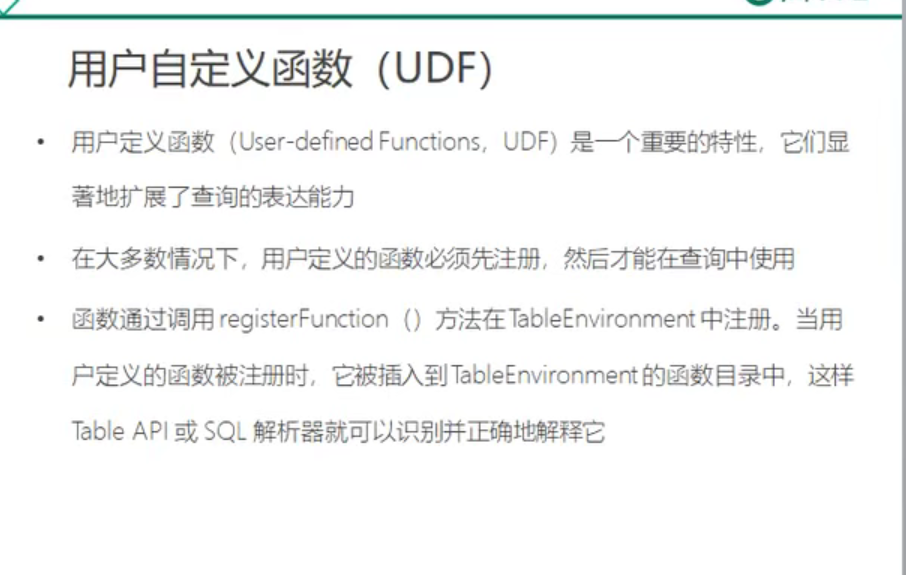 用户自定义函数（UDF）
• 用户定义函数（User-defined Functions，UDF）是一个重要的特性，它们显
著地扩展了查询的表达能力
• 在大多数情况下，用户定义的函数必须先注册，然后才能在查询中使用
• 函数通过调用 registerFunction（）方法在 TableEnvironment 中注册。当用
户定义的函数被注册时，它被插入到 TableEnvironment 的函数目录中，这样
Table API 或 SQL 解析器就可以识别并正确地解释它